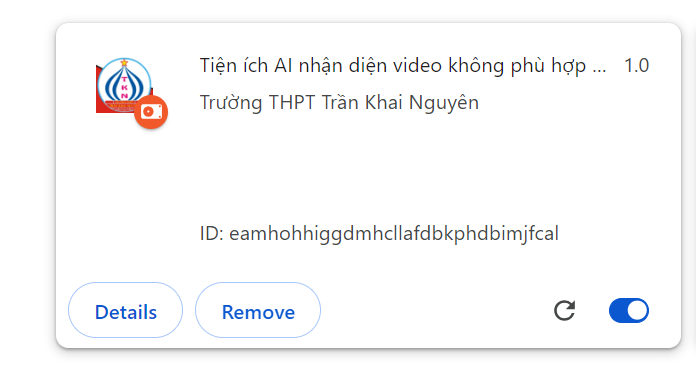 Tiện ích AI nhận diện video không phù hợp ... 1.0
Trường THPT Trần Khai Nguyên
TKN
ID: eamhohhiggdmhcllafdbkphdbimjfcal
Details
Remove